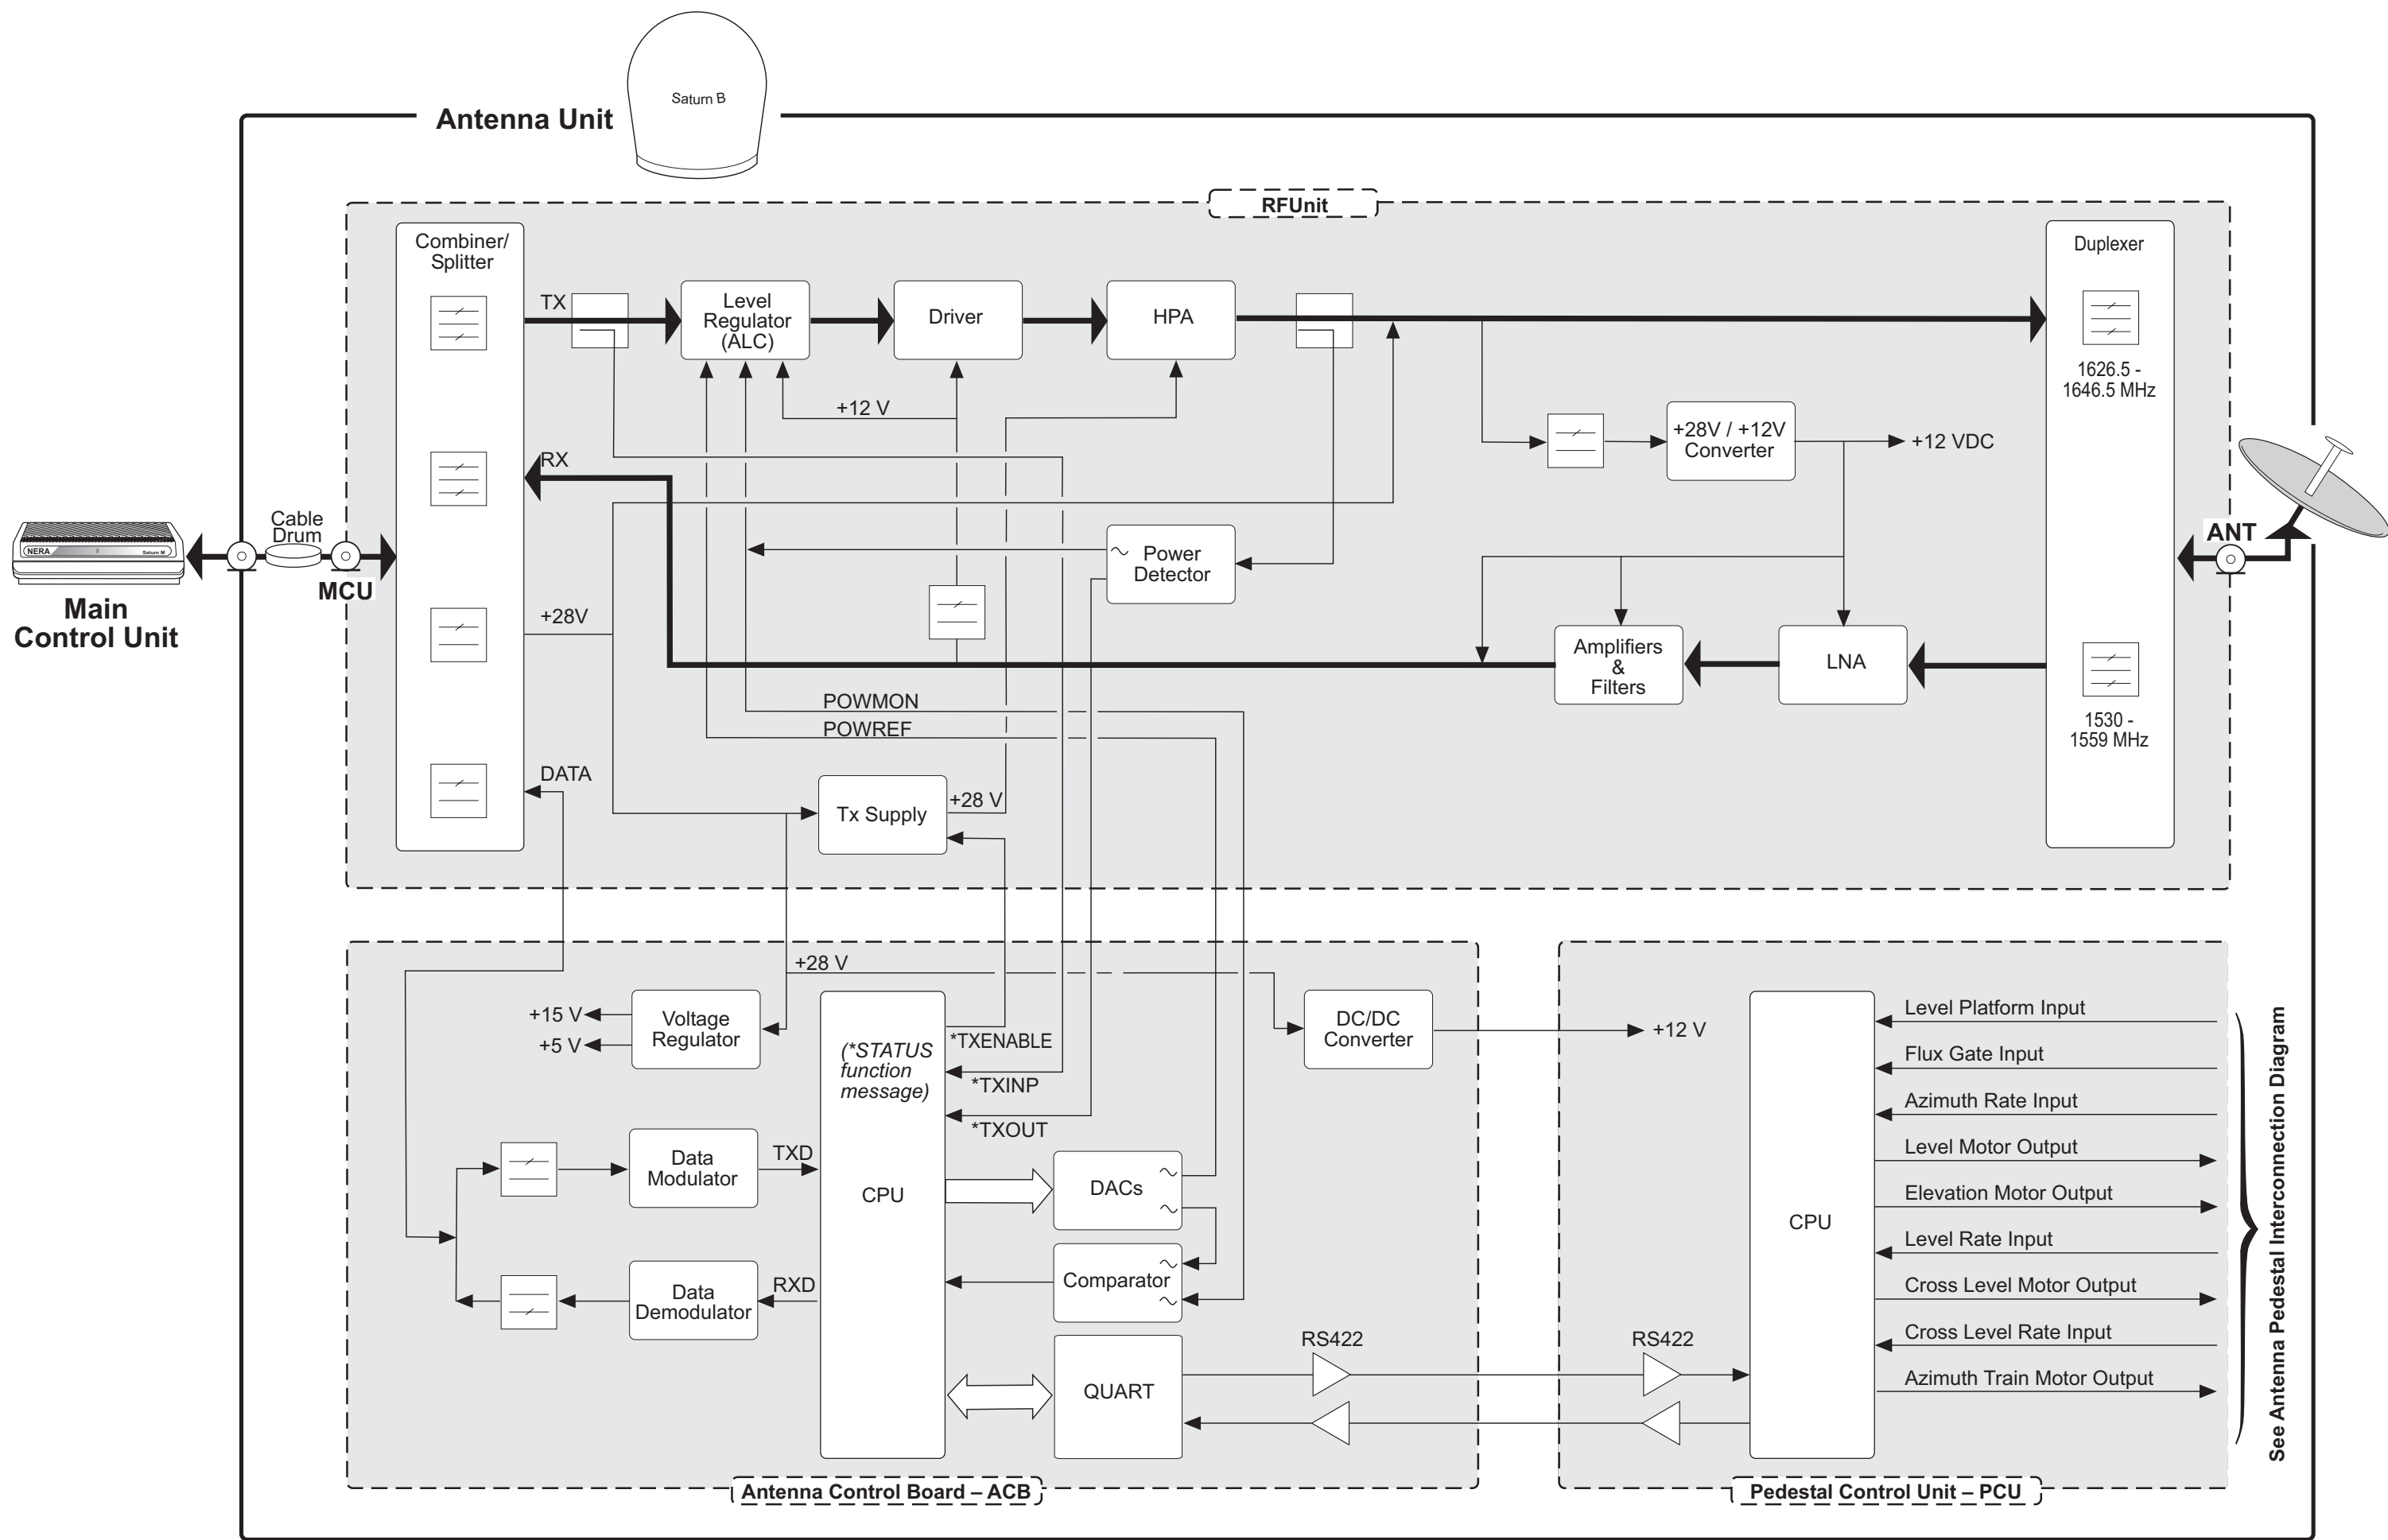 Saturn B
Antenna Unit
RFUnit
Combiner/
Splitter
Duplexer
TX
Level
Regulator
(ALC)
Driver
HPA
1626.5 -
1646.5 MHz
+12 V
+28V / +12V
Converter
+12 VDC
RX
Cable
Drum
NERA
Saturn M
MCU
ANT
Main
Control Unit
Power
Detector
+28V
Amplifiers
&
Filters
LNA
POWMON
POWREF
1530 -
1559 MHz
DATA
Tx Supply
+28 V
+28 V
+15 V
+5 V
Voltage
Regulator
(*STATUS
function
message)
*TXENABLE
*TXINP
*TXOUT
DC/DC
Converter
+12 V
Data
Modulator
TXD
CPU
DACs
Comparator
Data
Demodulator
RXD
QUART
RS422
RS422
CPU
Level Platform Input
Flux Gate Input
Azimuth Rate Input
Level Motor Output
Elevation Motor Output
Level Rate Input
Cross Level Motor Output
Cross Level Rate Input
Azimuth Train Motor Output
See Antenna Pedestal Interconnection Diagram
Antenna Control Board – ACB
Pedestal Control Unit – PCU